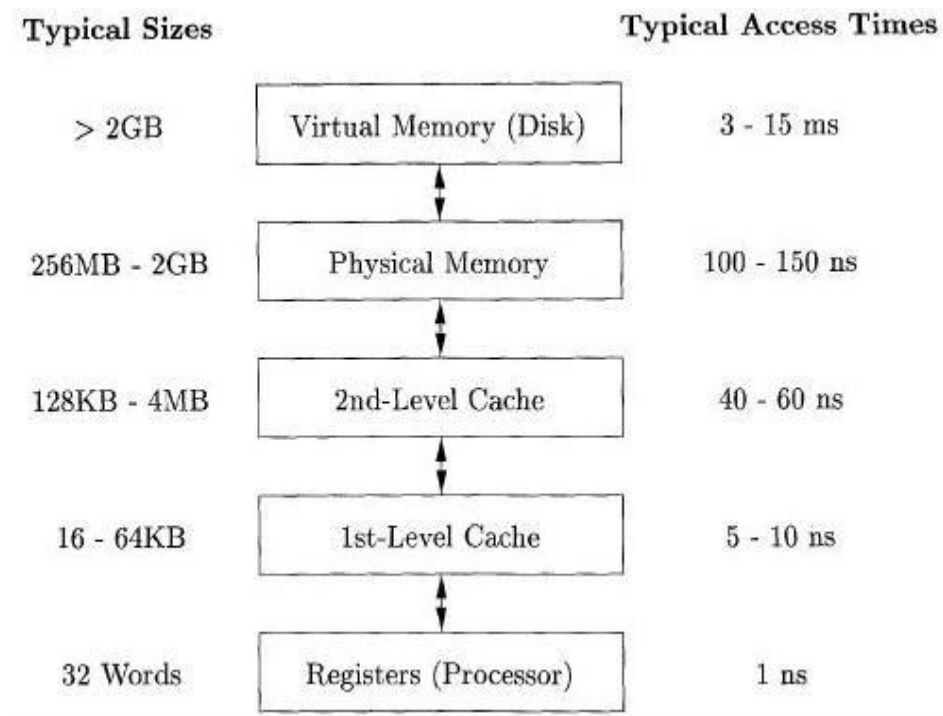 Typical Sizes Typical Access Times
> 2GB Virtual Memory (Disk) 3 - 15 ms
256MB - 2GB Physical Memory 100 - 150 ns
128KB - 4MB 2nd-Level Cache 40 - 60 ns
16 - 64KB 1st-Level Cache 5 - 10 ns
32 Words Registers (Processor) 1 ns